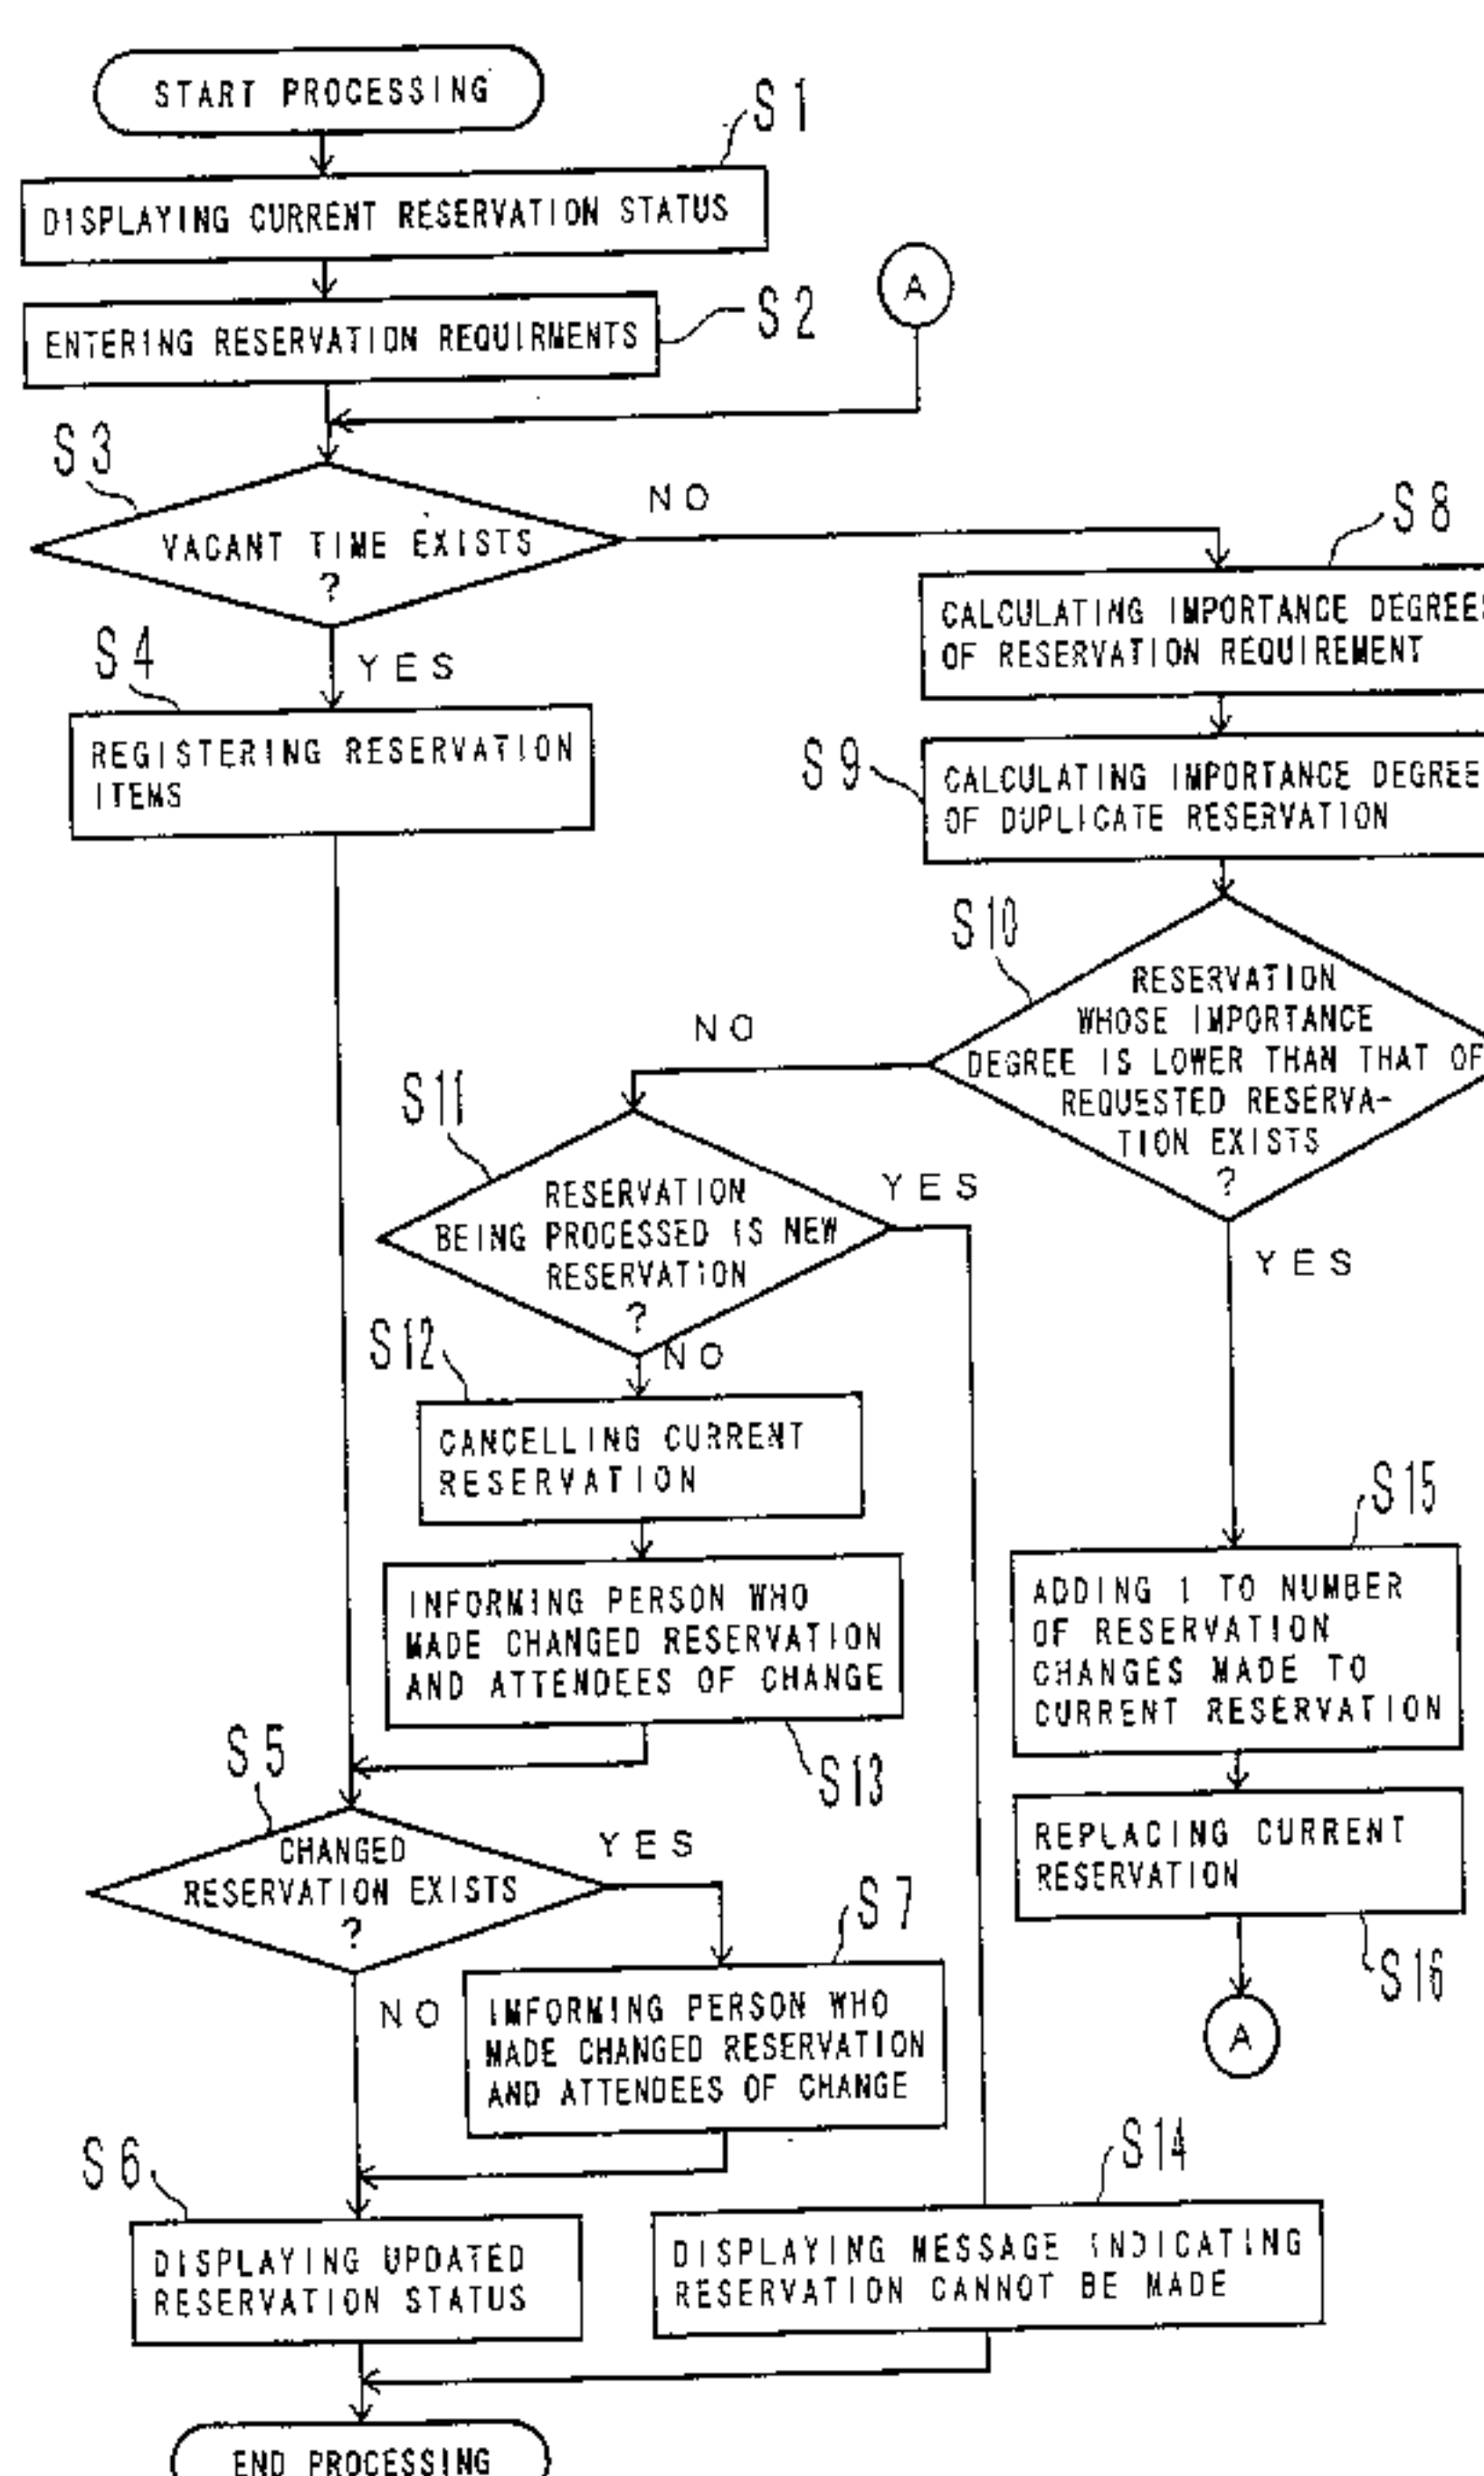 START PROCESSING
S1
DISPLAYING CURRENT RESERVATION STATUS
A
S2
ENTERING RESERVATION REQUIRMENTS
S3
NO
VACANT TIME EXISTS
?
S8
CALCULATING IMPORTANCE DEGREES
OF RESERVATION REQUIREMENT
S4
YES
REGISTERING RESERVATION
ITEMS
S9
CALCULATING IMPORTANCE DEGREE
OF DUPLICATE RESERVATION
S10
RESERVATION
WHOSE IMPORTANCE
DEGREE IS LOWER THAN THAT OF
REQUESTED RESERVA-
TION EXISTS
?
NO
YES
S11
RESERVATION
BEING PROCESSED IS NEW
RESERVATION
?
YES
NO
S12
CANCELLING CURRENT
RESERVATION
INFORMING PERSON WHO
MADE CHANGED RESERVATION
AND ATTENDEES OF CHANGE
S13
S15
ADDING 1 TO NUMBER
OF RESERVATION
CHANGES MADE TO
CURRENT RESERVATION
REPLACING CURRENT
RESERVATION
S16
A
S5
CHANGED
RESERVATION EXISTS
?
YES
NO
S7
IMFORMING PERSON WHO
MADE CHANGED RESERVATION
AND ATTENDEES OF CHANGE
S6
DISPLAYING UPDATED
RESERVATION STATUS
S14
DISPLAYING MESSAGE INDICATING
RESERVATION CANNOT BE MADE
END PROCESSING